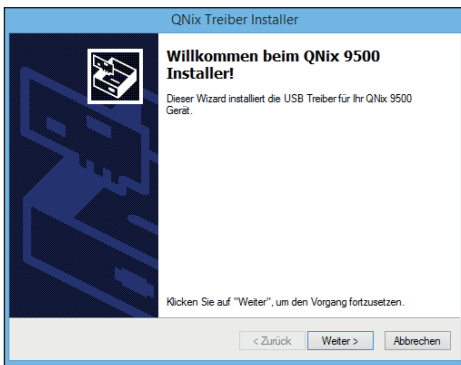 QNix Treiber Installer
Willkommen beim QNix 9500
Installer!
Dieser Wizard installiert die USB Treiber für Ihr QNix 9500
Gerät.
Klicken Sie auf "Weiter", um den Vorgang fortzusetzen.
< Zurück
Weiter >
Abbrechen